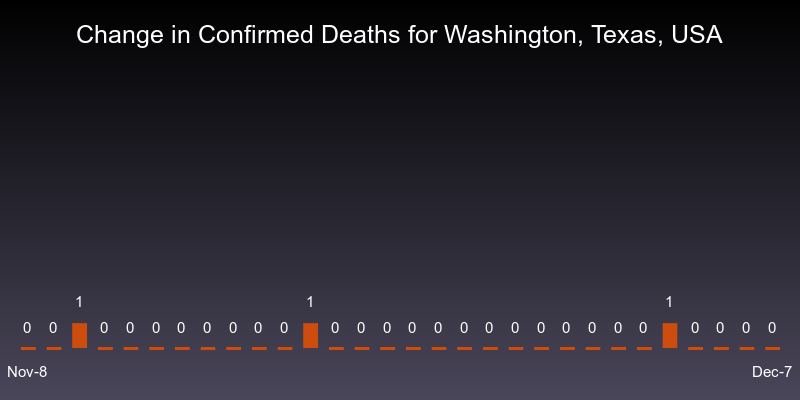 Change in Confirmed Deaths for Washington, Texas, USA
1 1 1
0 0 0 0 0 0 0 0 0 0 0 0 0 0 0 0 0 0 0 0 0 0 0 0 0 0 0
Nov-8 Dec-7